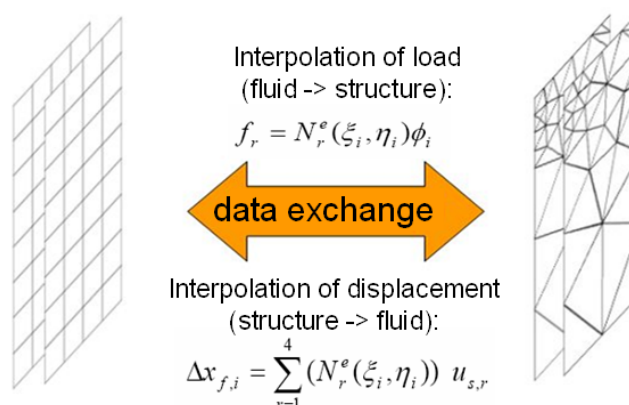 Interpolation of load
(fluid -> structure):
f_r = N_r^e(ξ_i, η_i)ϕ_i
data exchange
Interpolation of displacement
(structure -> fluid):
Δx_{f,i} = ∑_{r=1}^{4} (N_r^e(ξ_i, η_i)) u_{s,r}